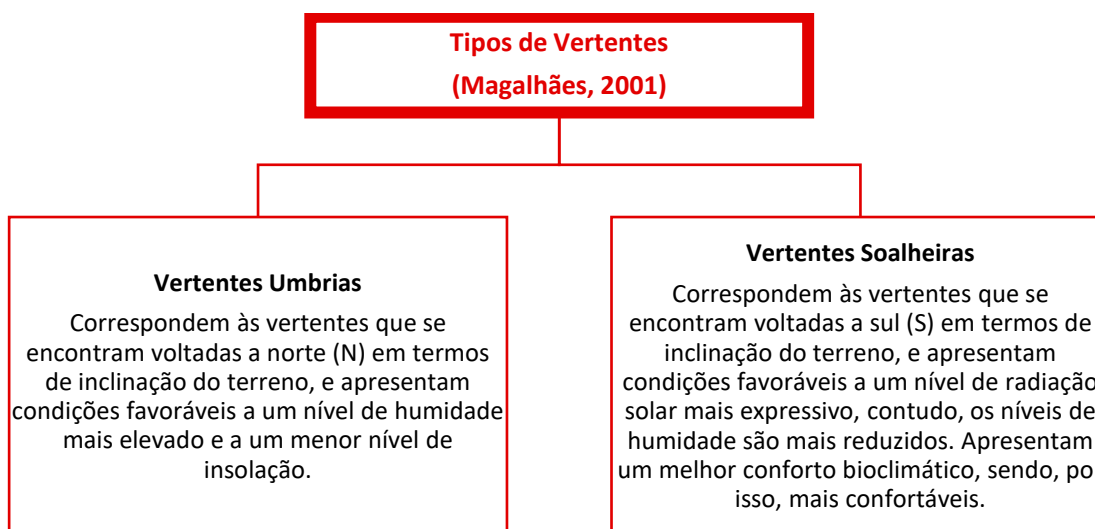 Tipos de Vertentes
(Magalhães, 2001)
Vertentes Umbrias
Correspondem às vertentes que se
encontram voltadas a norte (N) em termos
de inclinação do terreno, e apresentam
condições favoráveis a um nível de humidade
mais elevado e a um menor nível de
insolação.
Vertentes Soalheiras
Correspondem às vertentes que se
encontram voltadas a sul (S) em termos de
inclinação do terreno, e apresentam
condições favoráveis a um nível de radiação
solar mais expressivo, contudo, os níveis de
humidade são mais reduzidos. Apresentam
um melhor conforto bioclimático, sendo, po
isso, mais confortáveis.